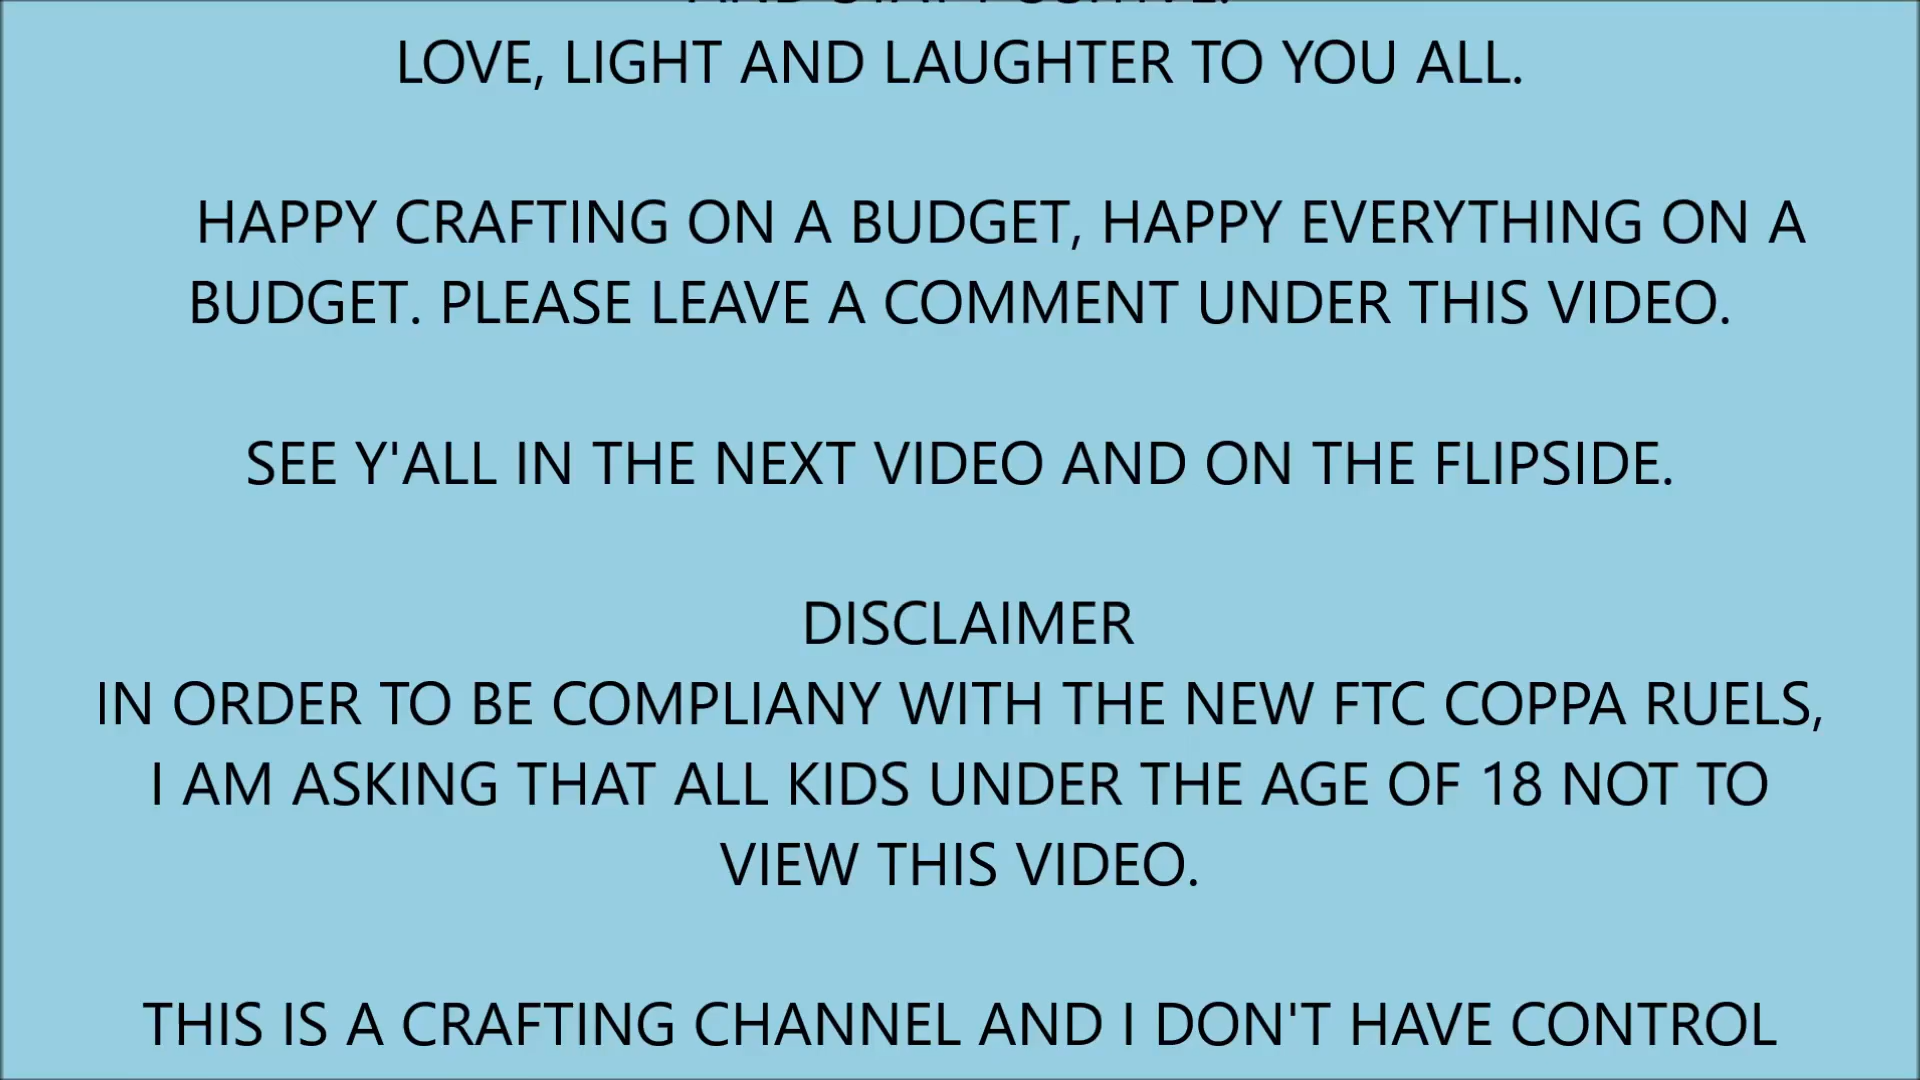 LOVE, LIGHT AND LAUGHTER TO YOU ALL.
HAPPY CRAFTING ON A BUDGET, HAPPY EVERYTHING ON A
BUDGET. PLEASE LEAVE A COMMENT UNDER THIS VIDEO.
SEE Y'ALL IN THE NEXT VIDEO AND ON THE FLIPSIDE.
DISCLAIMER
IN ORDER TO BE COMPLIANY WITH THE NEW FTC COPPA RUELS,
I AM ASKING THAT ALL KIDS UNDER THE AGE OF 18 NOT TO
VIEW THIS VIDEO.
THIS IS A CRAFTING CHANNEL AND I DON'T HAVE CONTROL